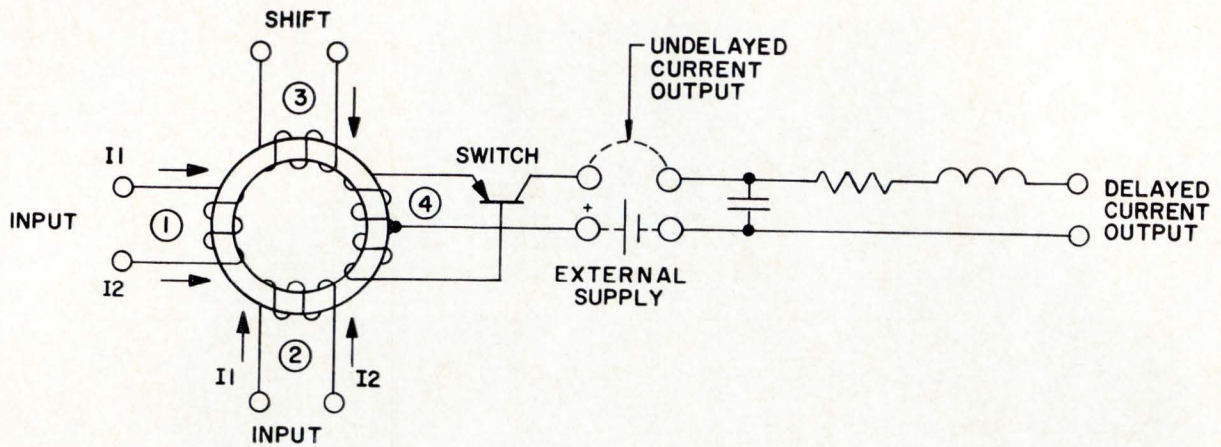 SHIFT
3
UNDELAYED
CURRENT
OUTPUT
I1
SWITCH
INPUT
1
4
+
DELAYED
CURRENT
OUTPUT
I2
EXTERNAL
SUPPLY
I1
2
I2
INPUT